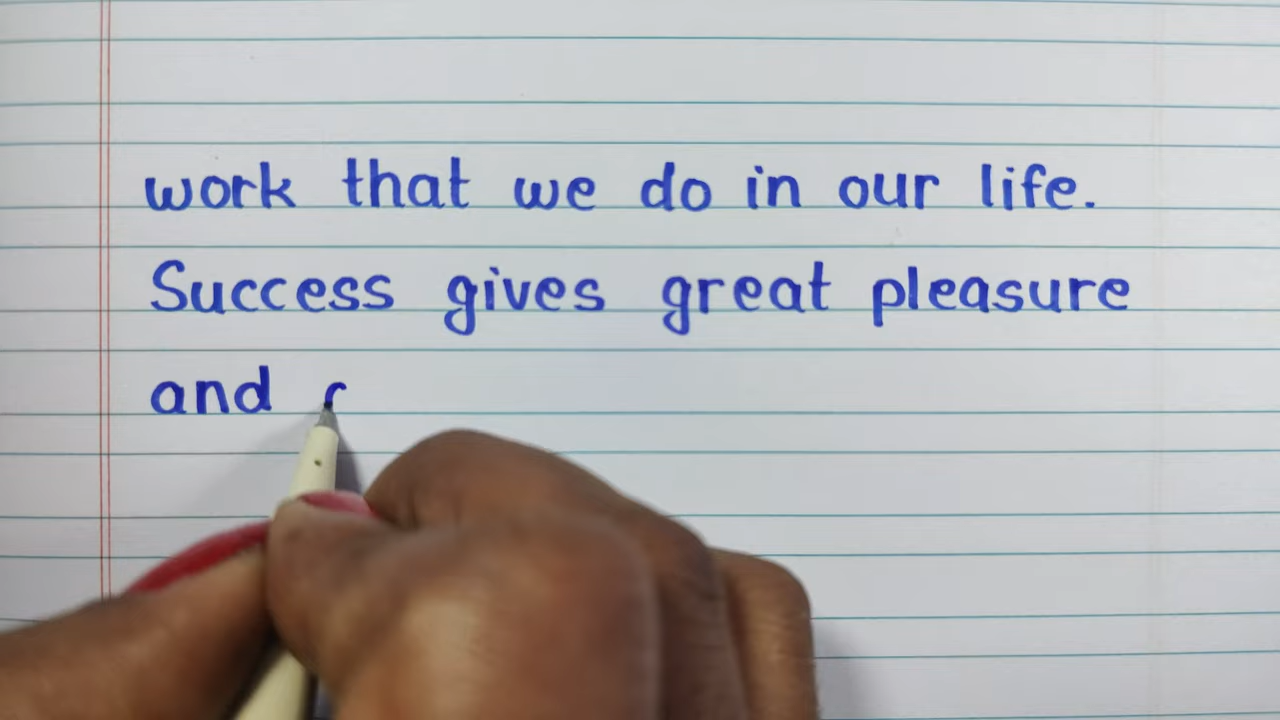 work that we do in our life.
Success gives great pleasure
and